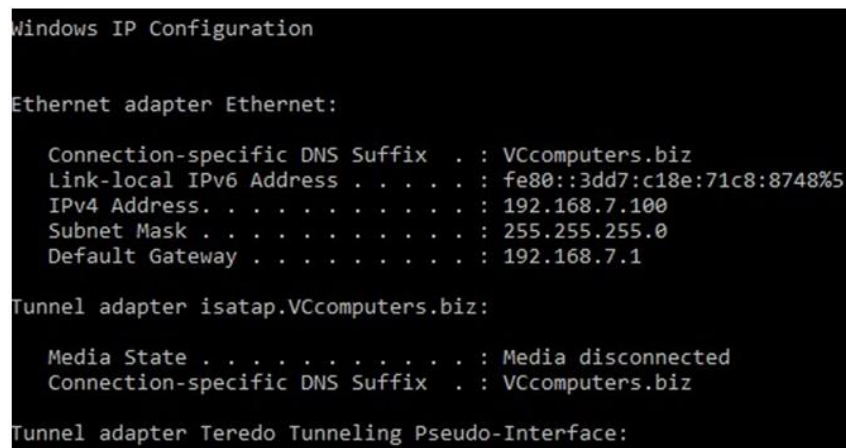 Windows IP Configuration
Ethernet adapter Ethernet:
Connection-specific DNS Suffix . : VCcomputers.biz
Link-local IPv6 Address . . . . . : fe80::3dd7:c18e:71c8:8748%5
IPv4 Address. . . . . . . . . . . : 192.168.7.100
Subnet Mask . . . . . . . . . . . : 255.255.255.0
Default Gateway . . . . . . . . . : 192.168.7.1
Tunnel adapter isatap.VCcomputers.biz:
Media State . . . . . . . . . . . : Media disconnected
Connection-specific DNS Suffix . : VCcomputers.biz
Tunnel adapter Teredo Tunneling Pseudo-Interface: